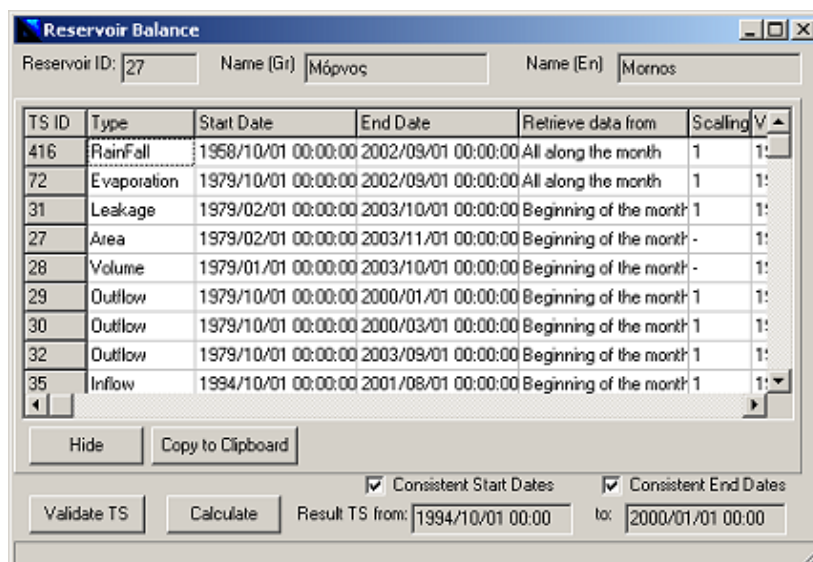 Reservoir Balance
Reservoir ID: 27 Name (Gr) Μόρνος Name (En) Mornos
TS ID Type Start Date End Date Retrieve data from Scalling V
416 RainFall 1958/10/01 00:00:00 2002/09/01 00:00:00 All along the month 1
72 Evaporation 1979/10/01 00:00:00 2002/09/01 00:00:00 All along the month 1
31 Leakage 1979/02/01 00:00:00 2003/10/01 00:00:00 Beginning of the month 1
27 Area 1979/02/01 00:00:00 2003/11/01 00:00:00 Beginning of the month -
28 Volume 1979/01/01 00:00:00 2003/10/01 00:00:00 Beginning of the month -
29 Outflow 1979/10/01 00:00:00 2000/01/01 00:00:00 Beginning of the month 1
30 Outflow 1979/10/01 00:00:00 2000/03/01 00:00:00 Beginning of the month 1
32 Outflow 1979/10/01 00:00:00 2003/09/01 00:00:00 Beginning of the month 1
35 Inflow 1994/10/01 00:00:00 2001/08/01 00:00:00 Beginning of the month 1
Hide Copy to Clipboard
Consistent Start Dates Consistent End Dates
Validate TS Calculate Result TS from: 1994/10/01 00:00 to: 2000/01/01 00:00